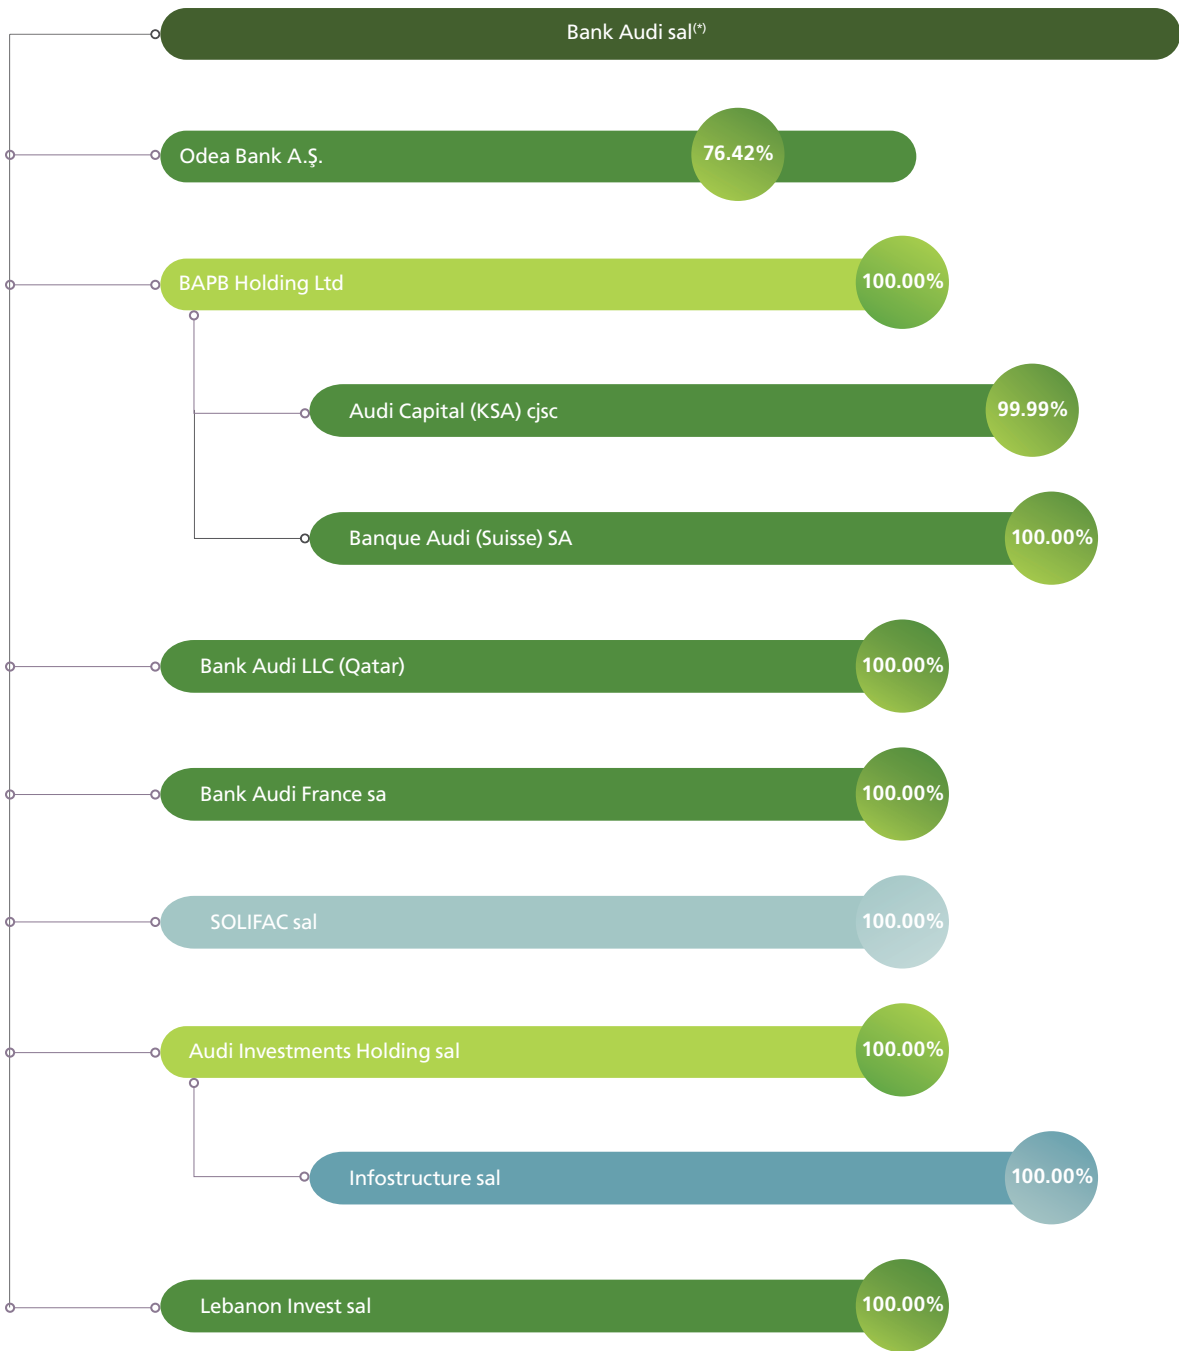 Bank Audi sal(*)
Odea Bank A.Ş.
76.42%
BAPB Holding Ltd
100.00%
Audi Capital (KSA) cjsc
99.99%
Banque Audi (Suisse) SA
100.00%
Bank Audi LLC (Qatar)
100.00%
Bank Audi France sa
100.00%
SOLIFAC sal
100.00%
Audi Investments Holding sal
100.00%
Infostructure sal
100.00%
Lebanon Invest sal
100.00%